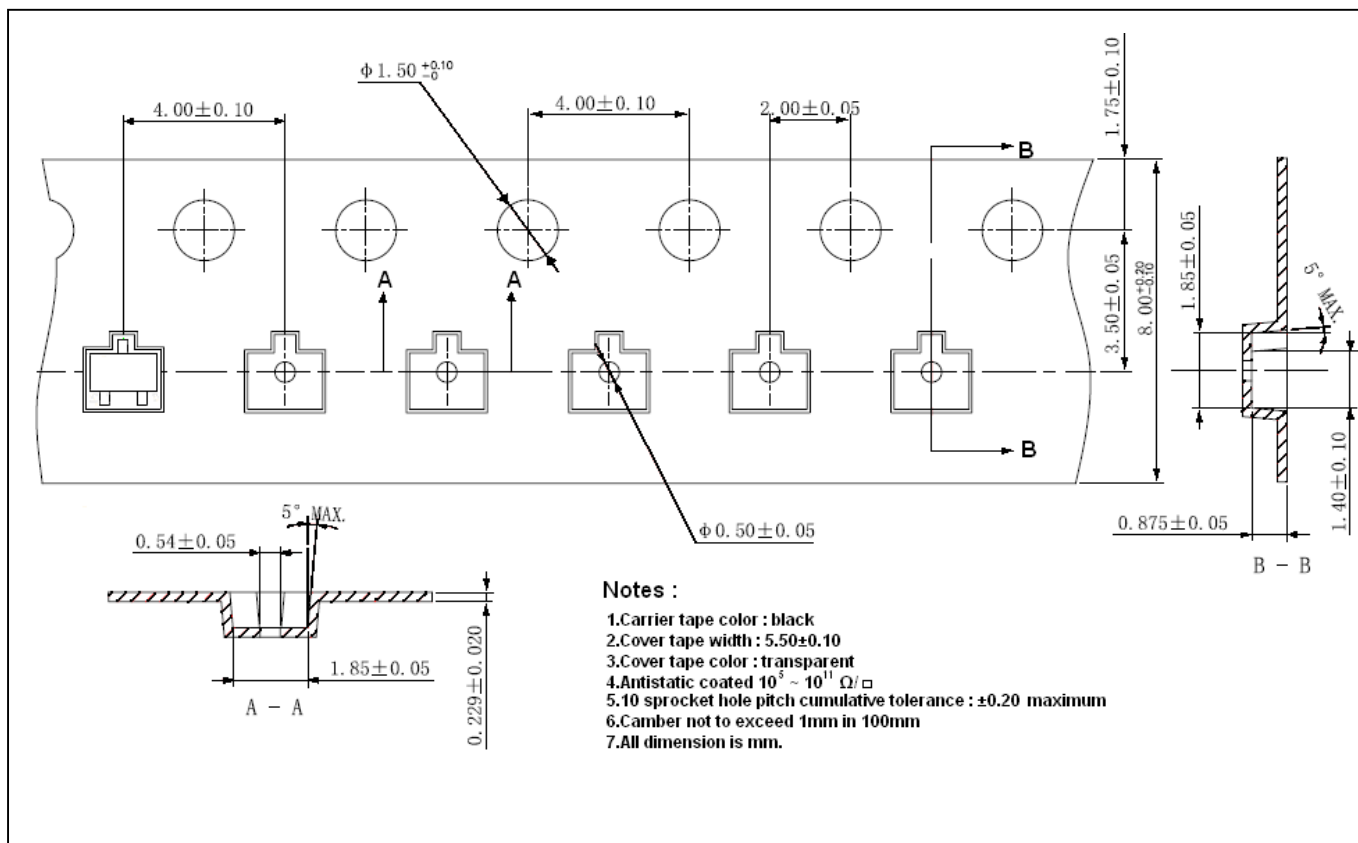 φ1.50 +0.10 -0
4.00±0.10
4.00±0.10
2.00±0.05
1.75±0.10
B
A
A
3.50±0.05
8.00 +0.20 -0.10
1.85±0.05
5° MAX.
B
1.40±0.10
0.875±0.05
B - B
5° MAX.
0.54±0.05
φ0.50±0.05
1.85±0.05
0.229±0.020
A - A
Notes :
1.Carrier tape color : black
2.Cover tape width : 5.50±0.10
3.Cover tape color : transparent
4.Antistatic coated 10⁵ ~ 10¹¹ Ω/□
5.10 sprocket hole pitch cumulative tolerance : ±0.20 maximum
6.Camber not to exceed 1mm in 100mm
7.All dimension is mm.